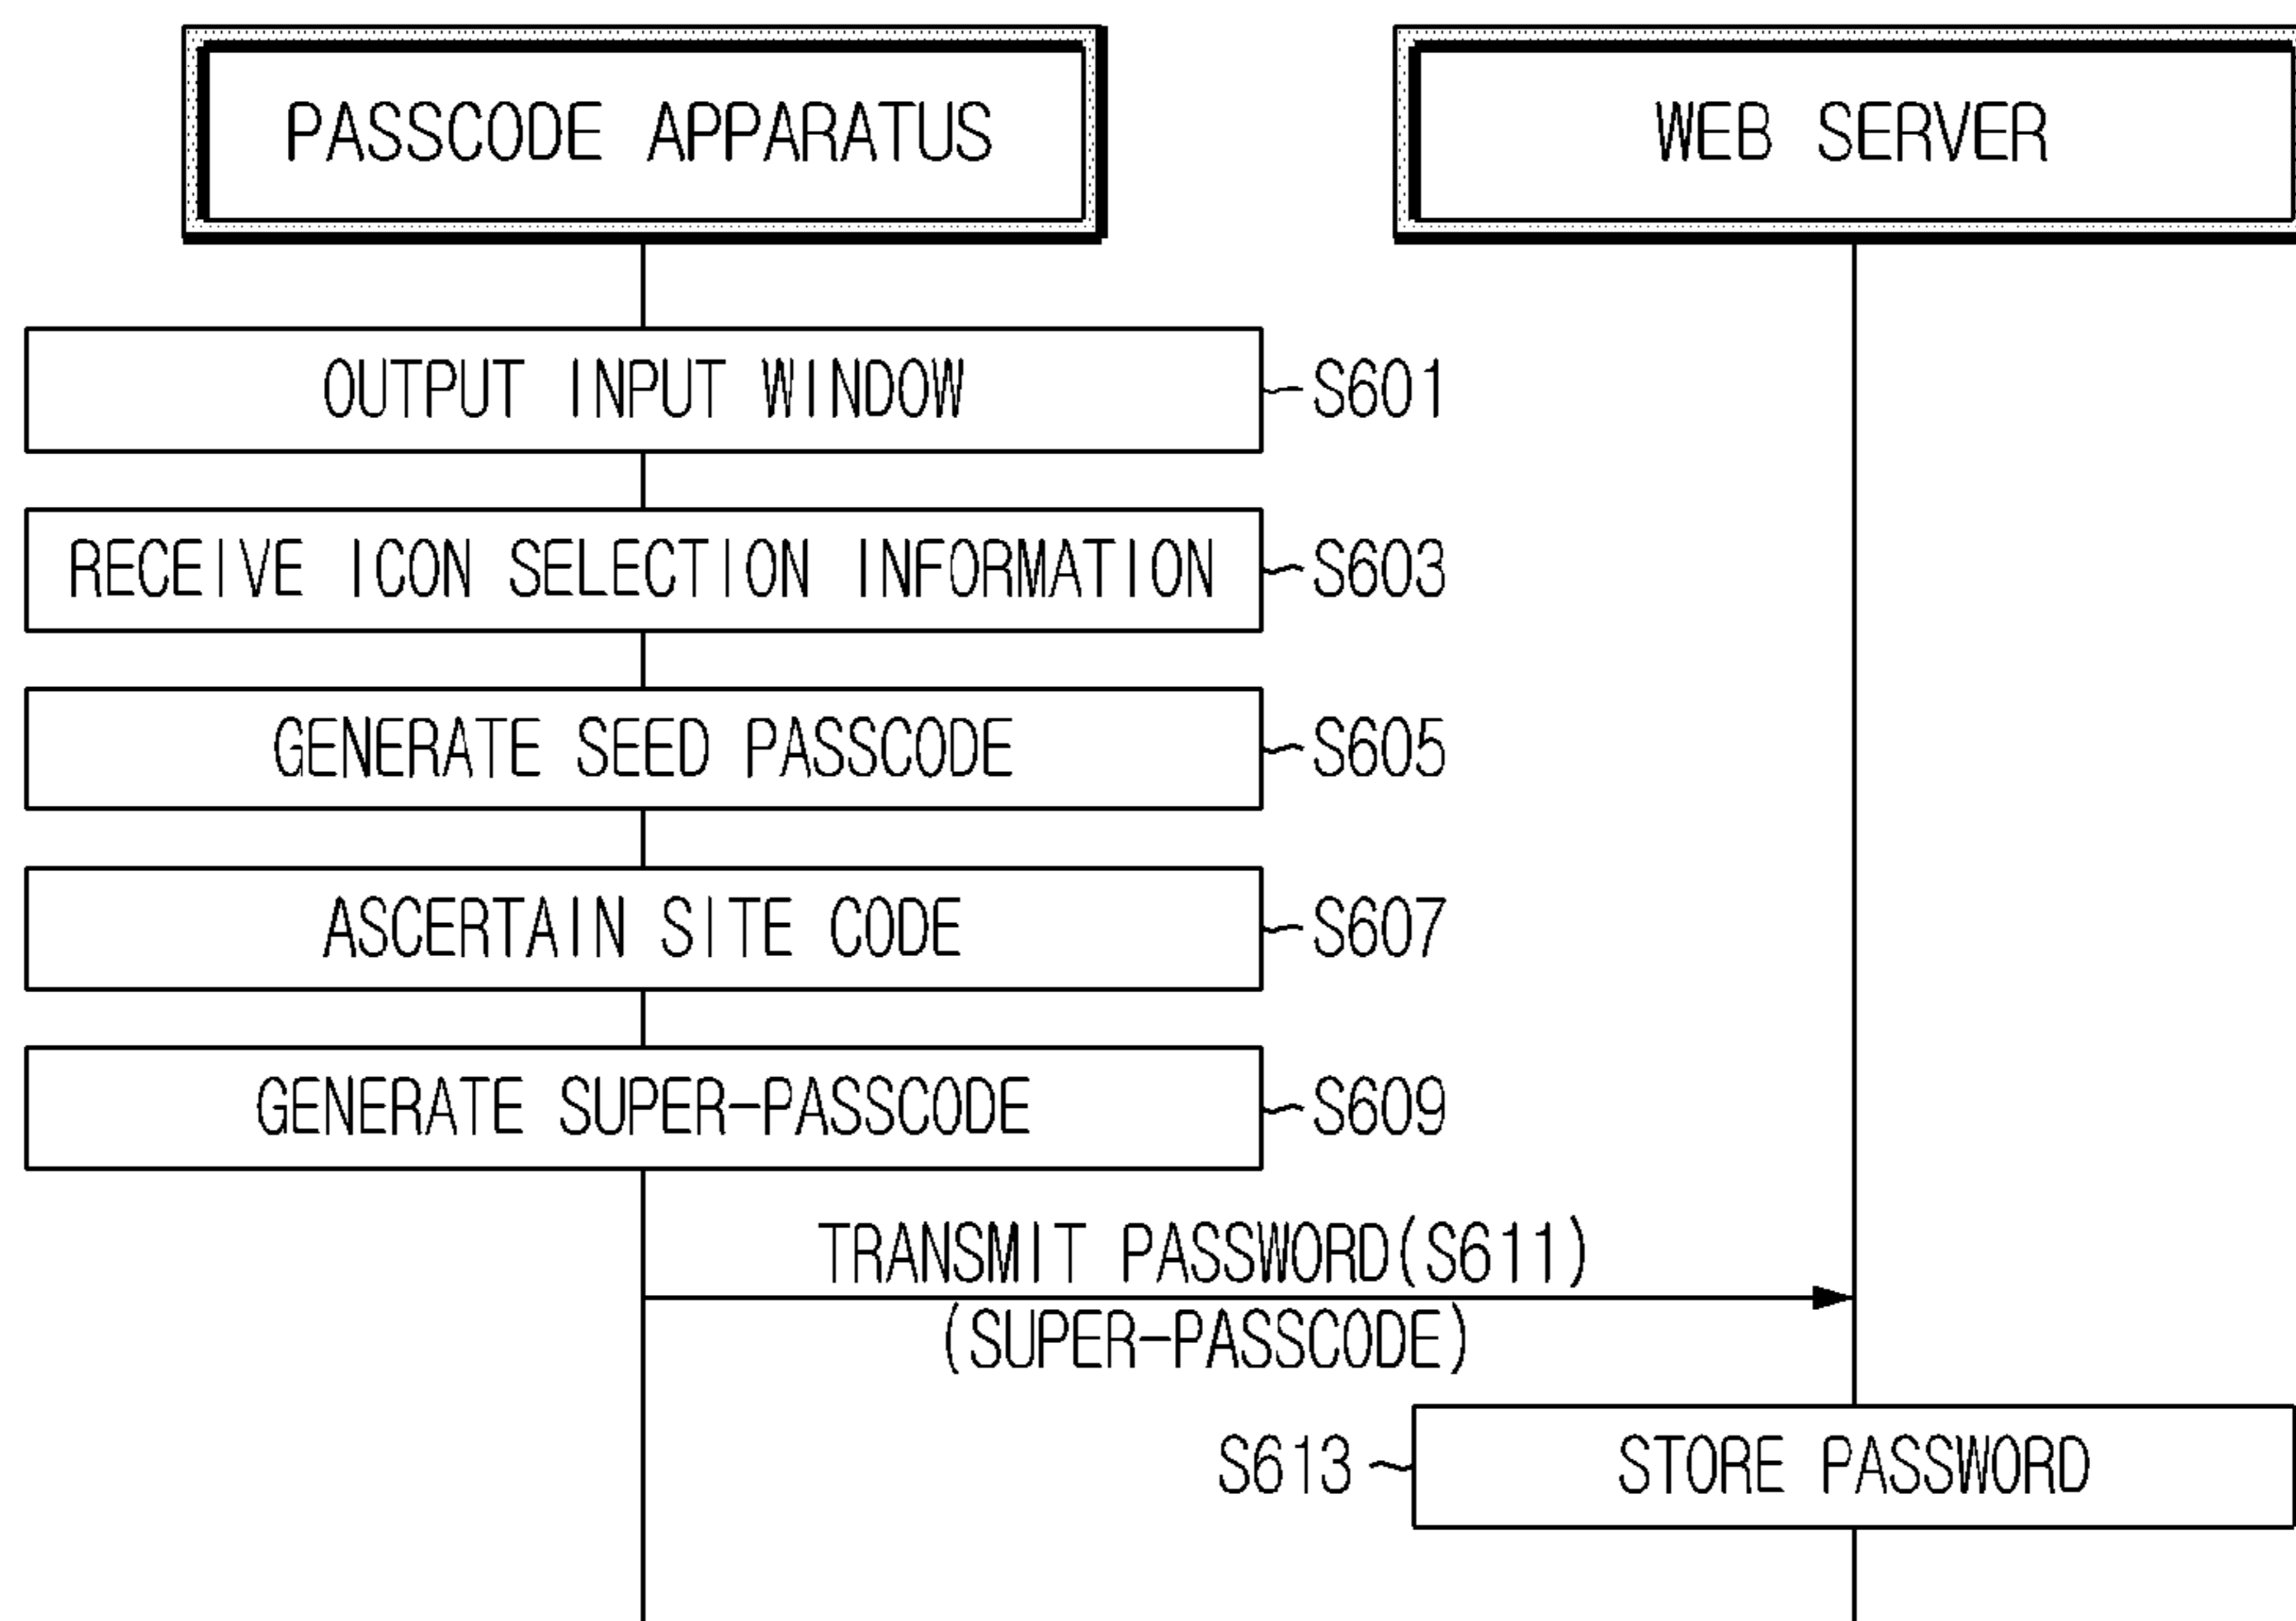 PASSCODE APPARATUS
WEB SERVER
OUTPUT INPUT WINDOW
S601
RECEIVE ICON SELECTION INFORMATION
S603
GENERATE SEED PASSCODE
S605
ASCERTAIN SITE CODE
S607
GENERATE SUPER-PASSCODE
S609
TRANSMIT PASSWORD(S611)
(SUPER-PASSCODE)
S613
STORE PASSWORD